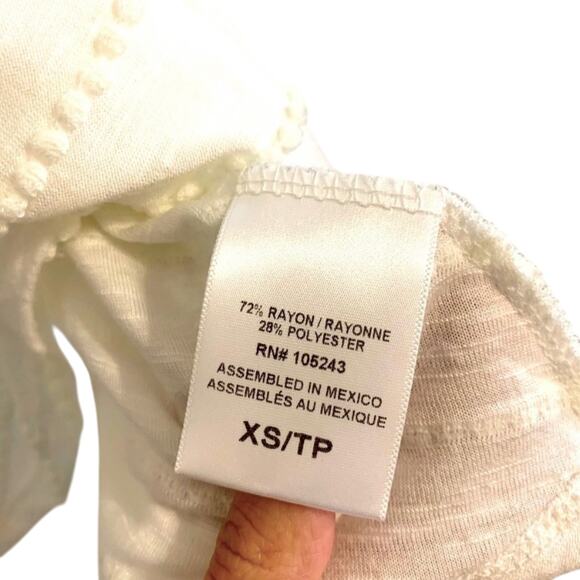 72% RAYON / RAYONNE
28% POLYESTER
RN# 105243
ASSEMBLED IN MEXICO
ASSEMBLÉS AU MEXIQUE
XS/TP